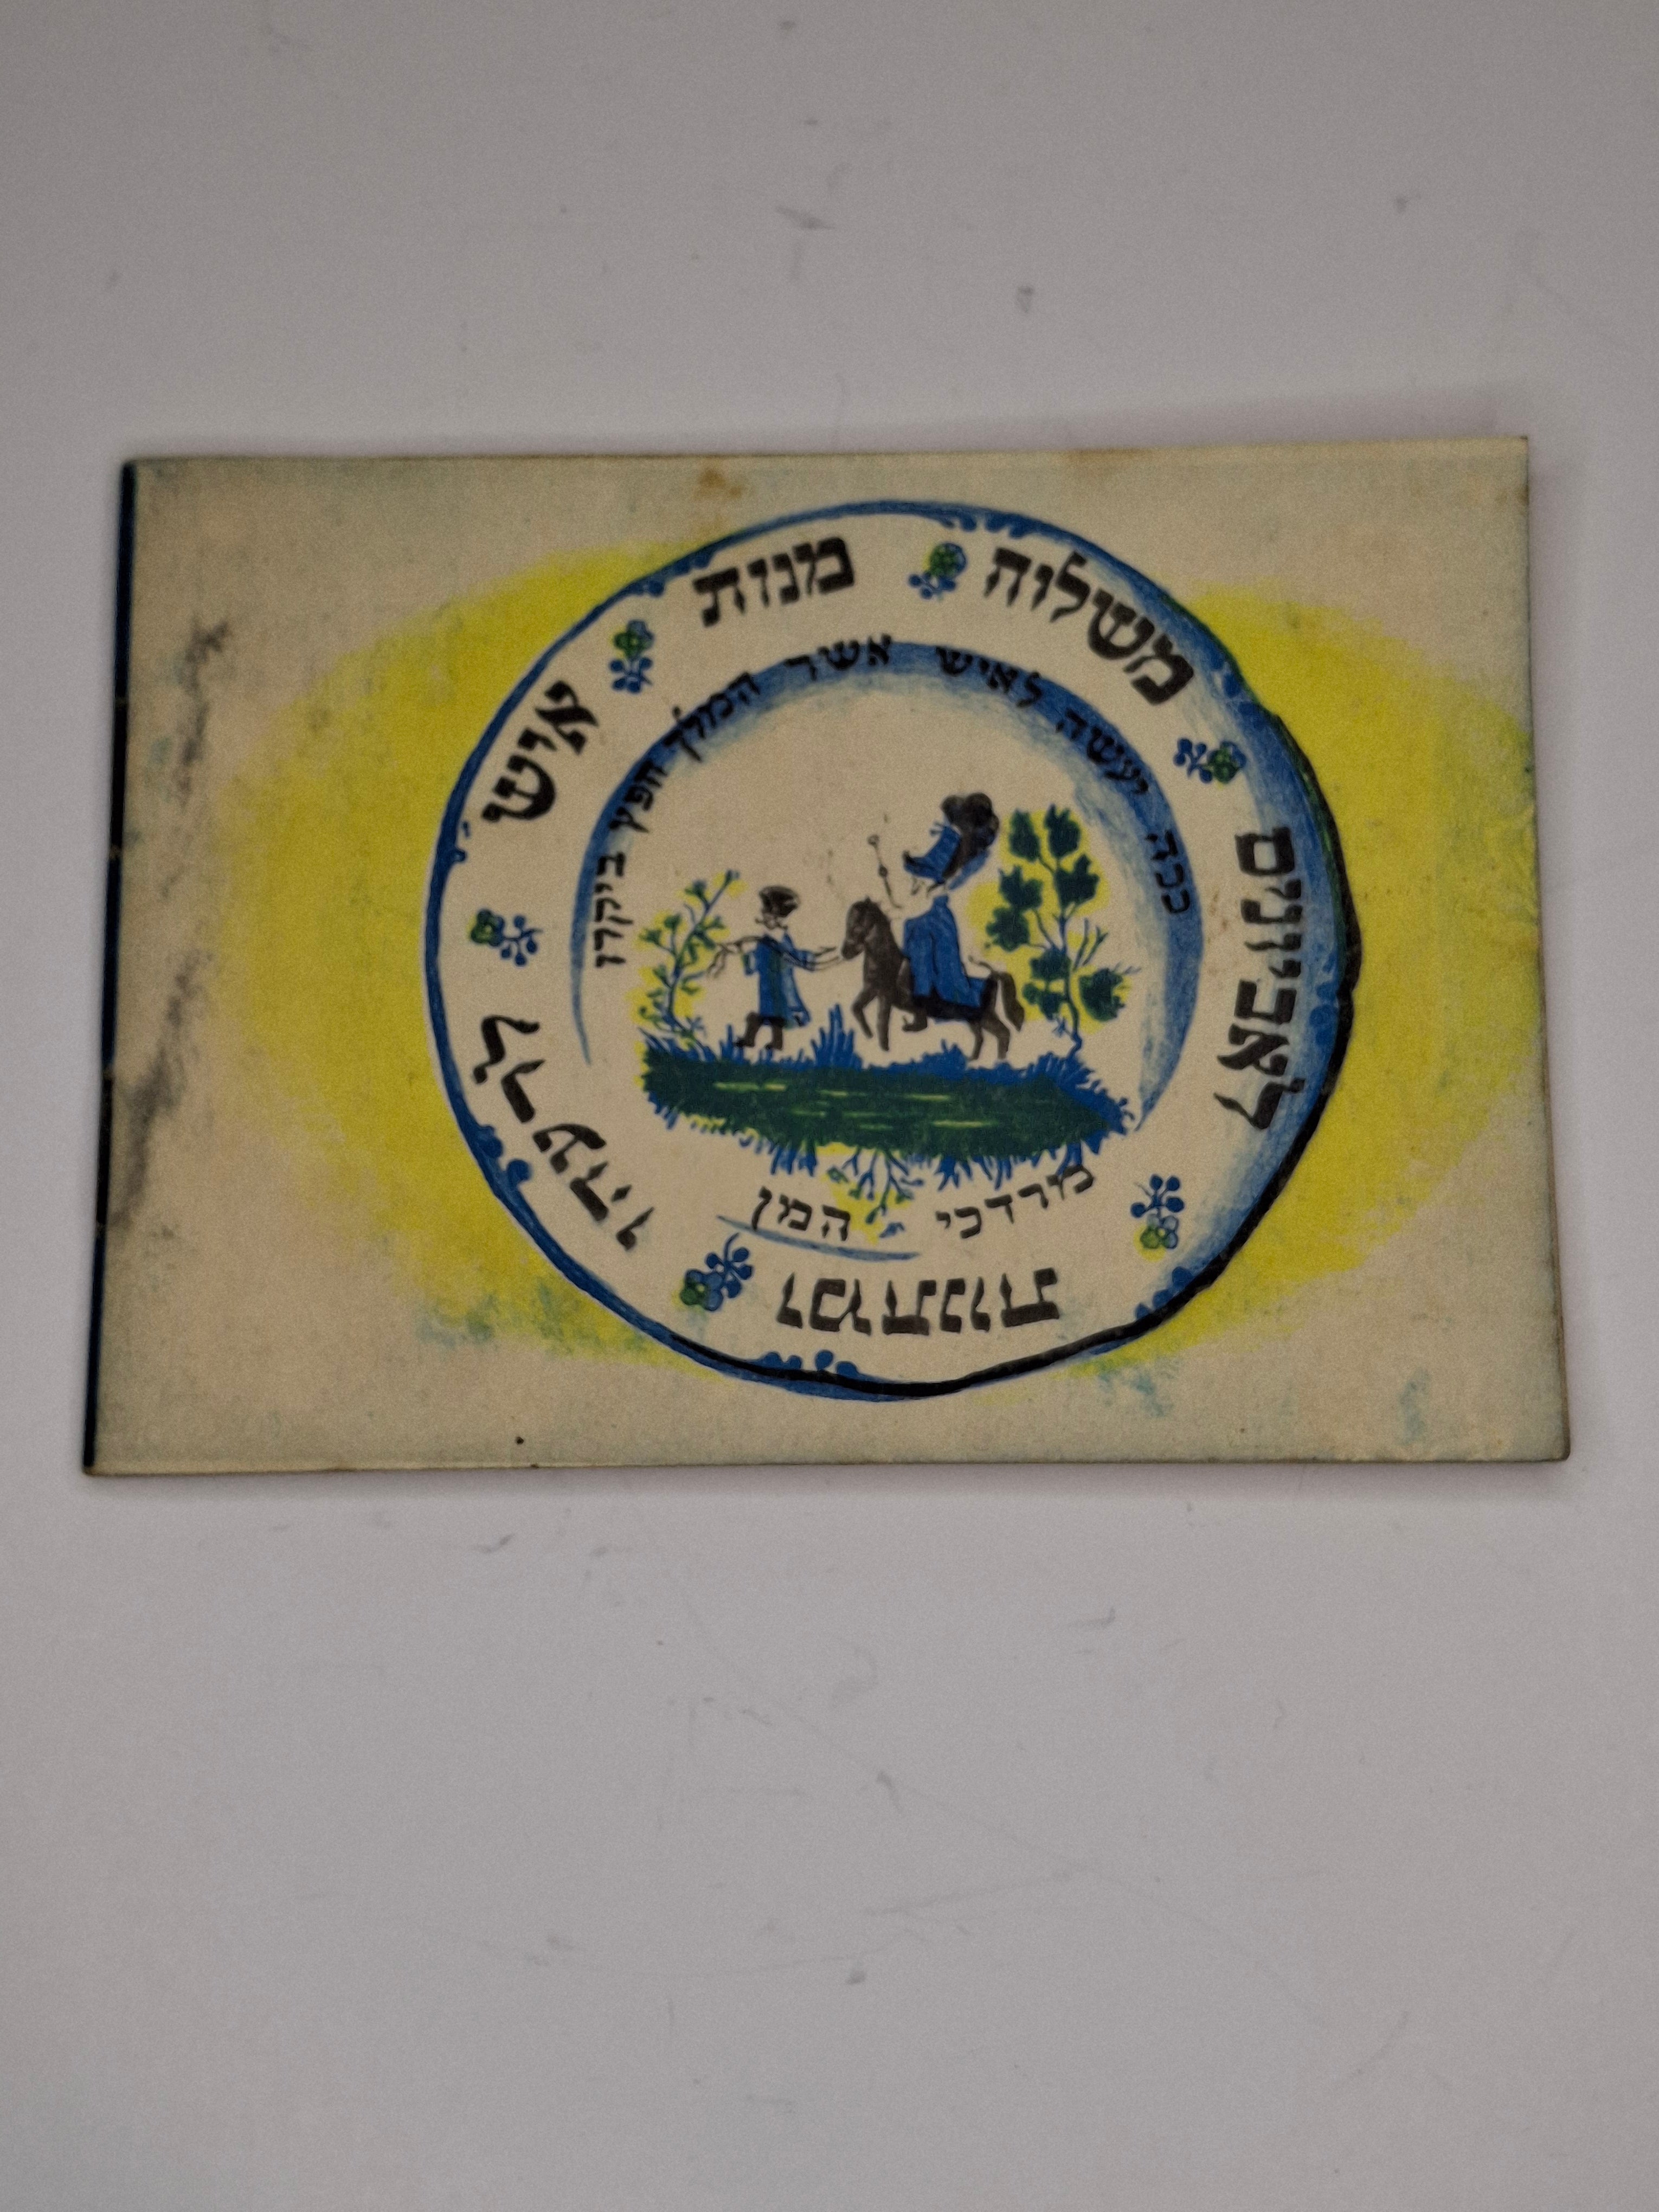 משלוח מנות איש לרעהו ומתנות לאביונים
ככה יעשה לאיש אשר המלך חפץ ביקרו
מרדכי המן